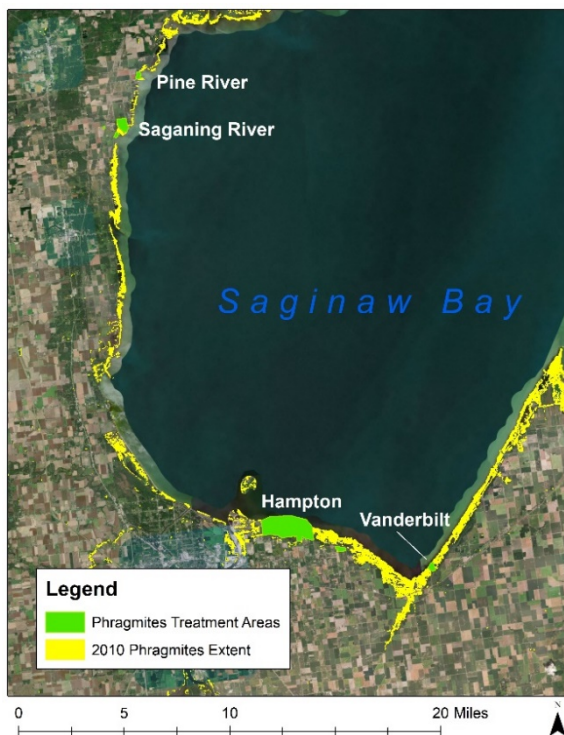 Pine River
Saganing River
Saginaw Bay
Hampton
Vanderbilt
Legend
Phragmites Treatment Areas
2010 Phragmites Extent
0 5 10 20 Miles
N